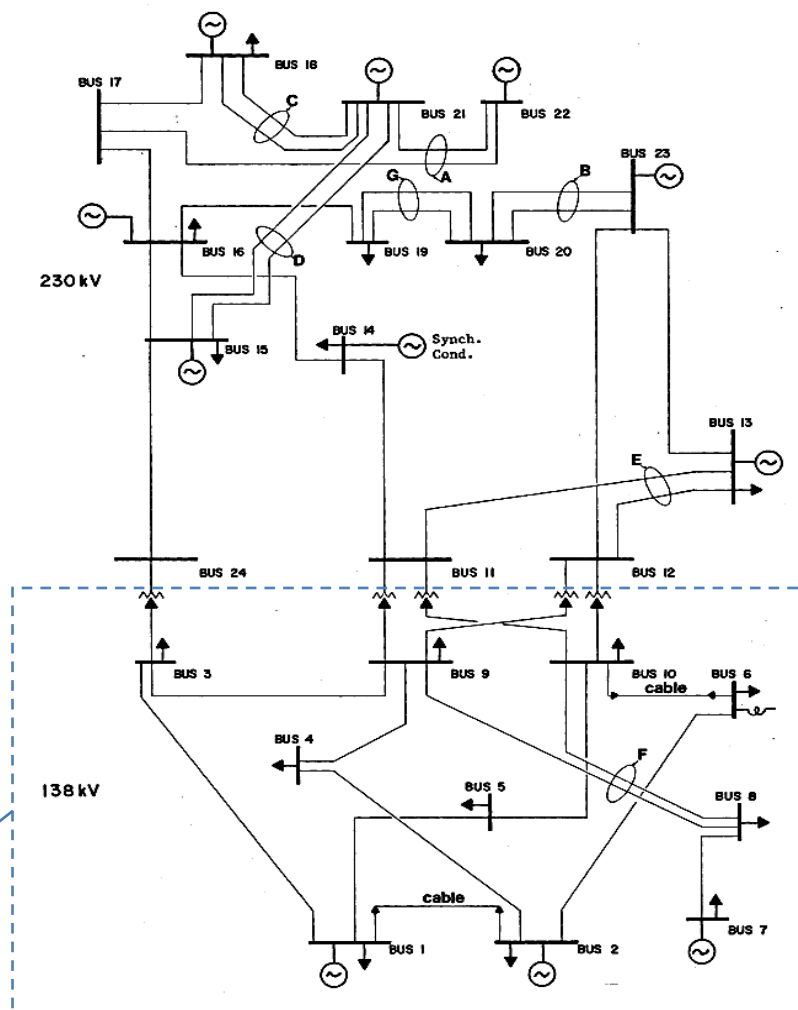 BUS 18
BUS 17
C
BUS 21
BUS 22
A
BUS 23
G
B
BUS 16
D
BUS 19
BUS 20
230 kV
BUS 14
Synch.
Cond.
BUS 15
BUS 13
E
BUS 24
BUS 11
BUS 12
BUS 3
BUS 9
BUS 10
BUS 6
cable
BUS 4
F
138 kV
BUS 5
BUS 8
cable
BUS 1
BUS 2
BUS 7